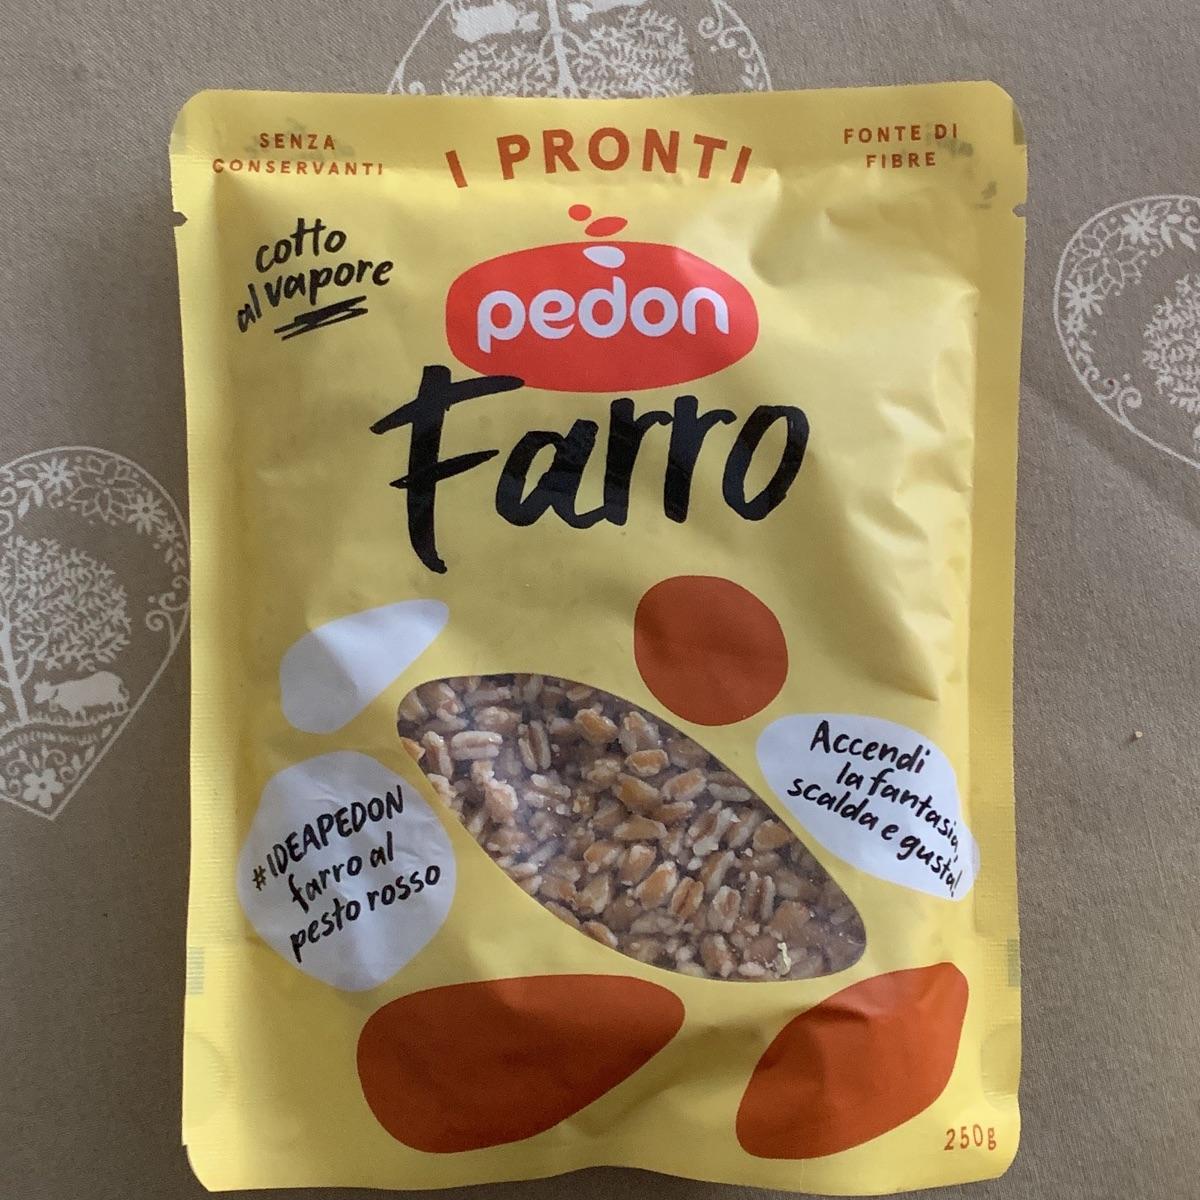 SENZA
CONSERVANTI
I PRONTI
FONTE DI
FIBRE
cotto
al vapore
pedon
Farro
Accendi
la fantasia,
scalda e gusta!
#IDEAPEDON
farro al
pesto rosso
250g